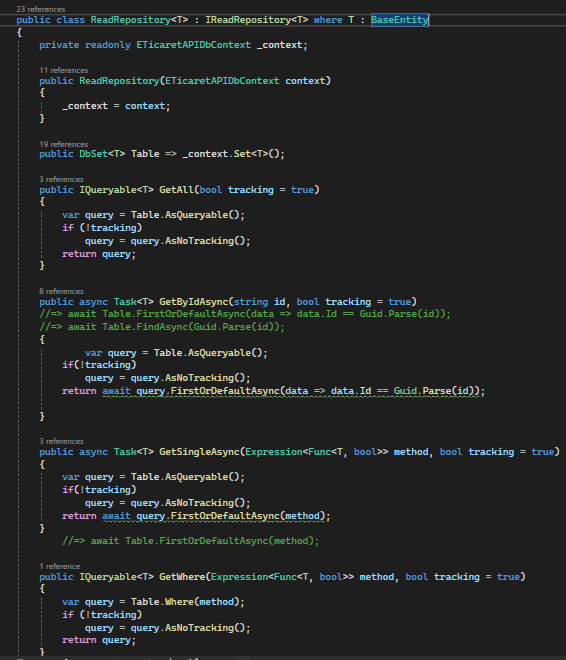 23 references
public class ReadRepository<T> : IReadRepository<T> where T : BaseEntity
{
private readonly ETicaretAPIDbContext _context;
11 references
public ReadRepository(ETicaretAPIDbContext context)
{
_context = context;
}
19 references
public DbSet<T> Table => _context.Set<T>();
3 references
public IQueryable<T> GetAll(bool tracking = true)
{
var query = Table.AsQueryable();
if (!tracking)
query = query.AsNoTracking();
return query;
}
8 references
public async Task<T> GetByIdAsync(string id, bool tracking = true)
//=> await Table.FirstOrDefaultAsync(data => data.Id == Guid.Parse(id));
//=> await Table.FindAsync(Guid.Parse(id));
{
var query = Table.AsQueryable();
if(!tracking)
query = query.AsNoTracking();
return await query.FirstOrDefaultAsync(data => data.Id == Guid.Parse(id));
}
3 references
public async Task<T> GetSingleAsync(Expression<Func<T, bool>> method, bool tracking = true)
{
var query = Table.AsQueryable();
if(!tracking)
query = query.AsNoTracking();
return await query.FirstOrDefaultAsync(method);
}
//=> await Table.FirstOrDefaultAsync(method);
1 reference
public IQueryable<T> GetWhere(Expression<Func<T, bool>> method, bool tracking = true)
{
var query = Table.Where(method);
if (!tracking)
query = query.AsNoTracking();
return query;
}